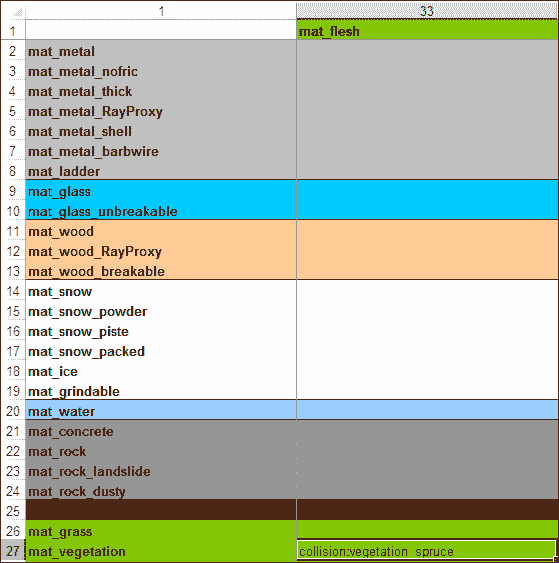 1 33
1 mat_flesh
2 mat_metal
3 mat_metal_nofric
4 mat_metal_thick
5 mat_metal_RayProxy
6 mat_metal_shell
7 mat_metal_barbwire
8 mat_ladder
9 mat_glass
10 mat_glass_unbreakable
11 mat_wood
12 mat_wood_RayProxy
13 mat_wood_breakable
14 mat_snow
15 mat_snow_powder
16 mat_snow_piste
17 mat_snow_packed
18 mat_ice
19 mat_grindable
20 mat_water
21 mat_concrete
22 mat_rock
23 mat_rock_landslide
24 mat_rock_dusty
25
26 mat_grass
27 mat_vegetation collision:vegetation_spruce